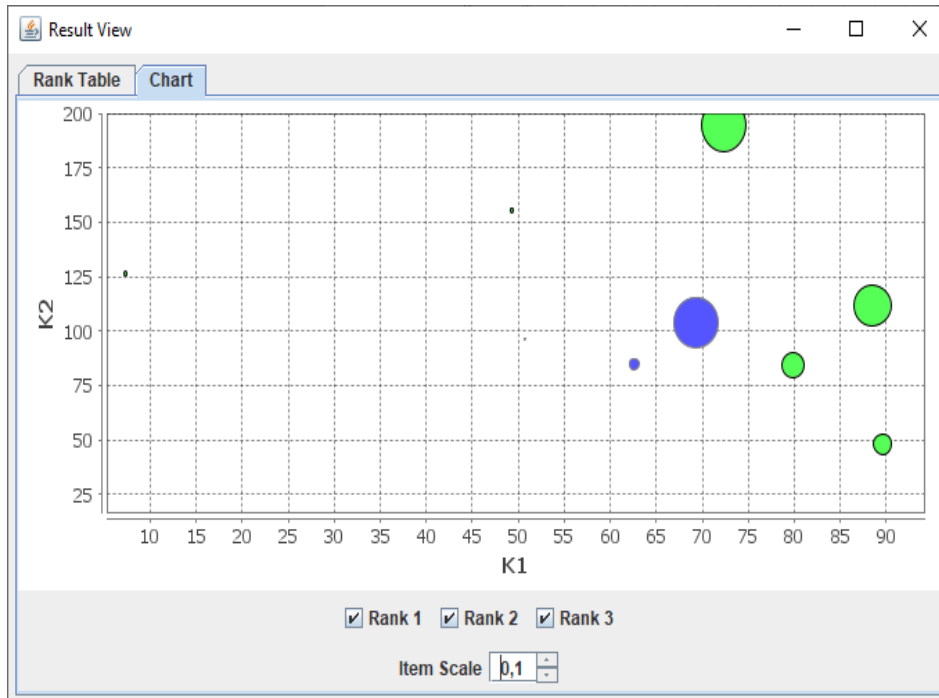 Result View
Rank Table Chart
200
175
150
125
100
75
50
25
K2
10 15 20 25 30 35 40 45 50 55 60 65 70 75 80 85 90
K1
Rank 1 Rank 2 Rank 3
Item Scale 0,1